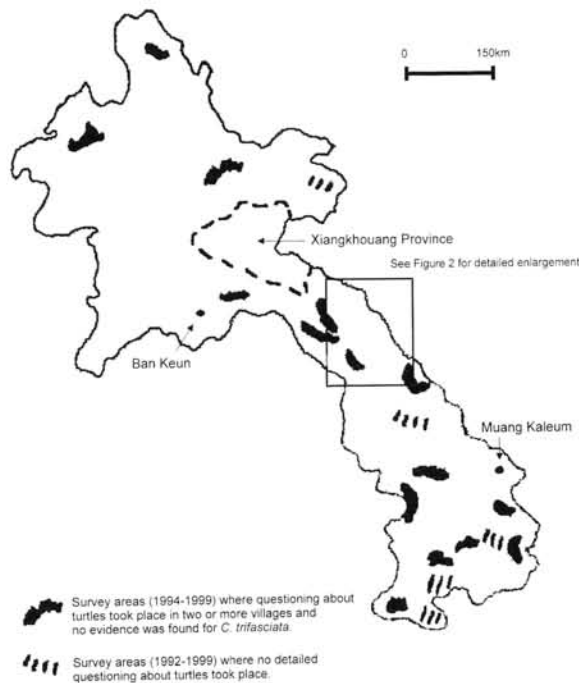 0 150km
Xiangkhouang Province
See Figure 2 for detailed enlargement
Ban Keun
Muang Kaleum
Survey areas (1994-1999) where questioning about
turtles took place in two or more villages and
no evidence was found for C. trifasciata.
Survey areas (1992-1999) where no detailed
questioning about turtles took place.